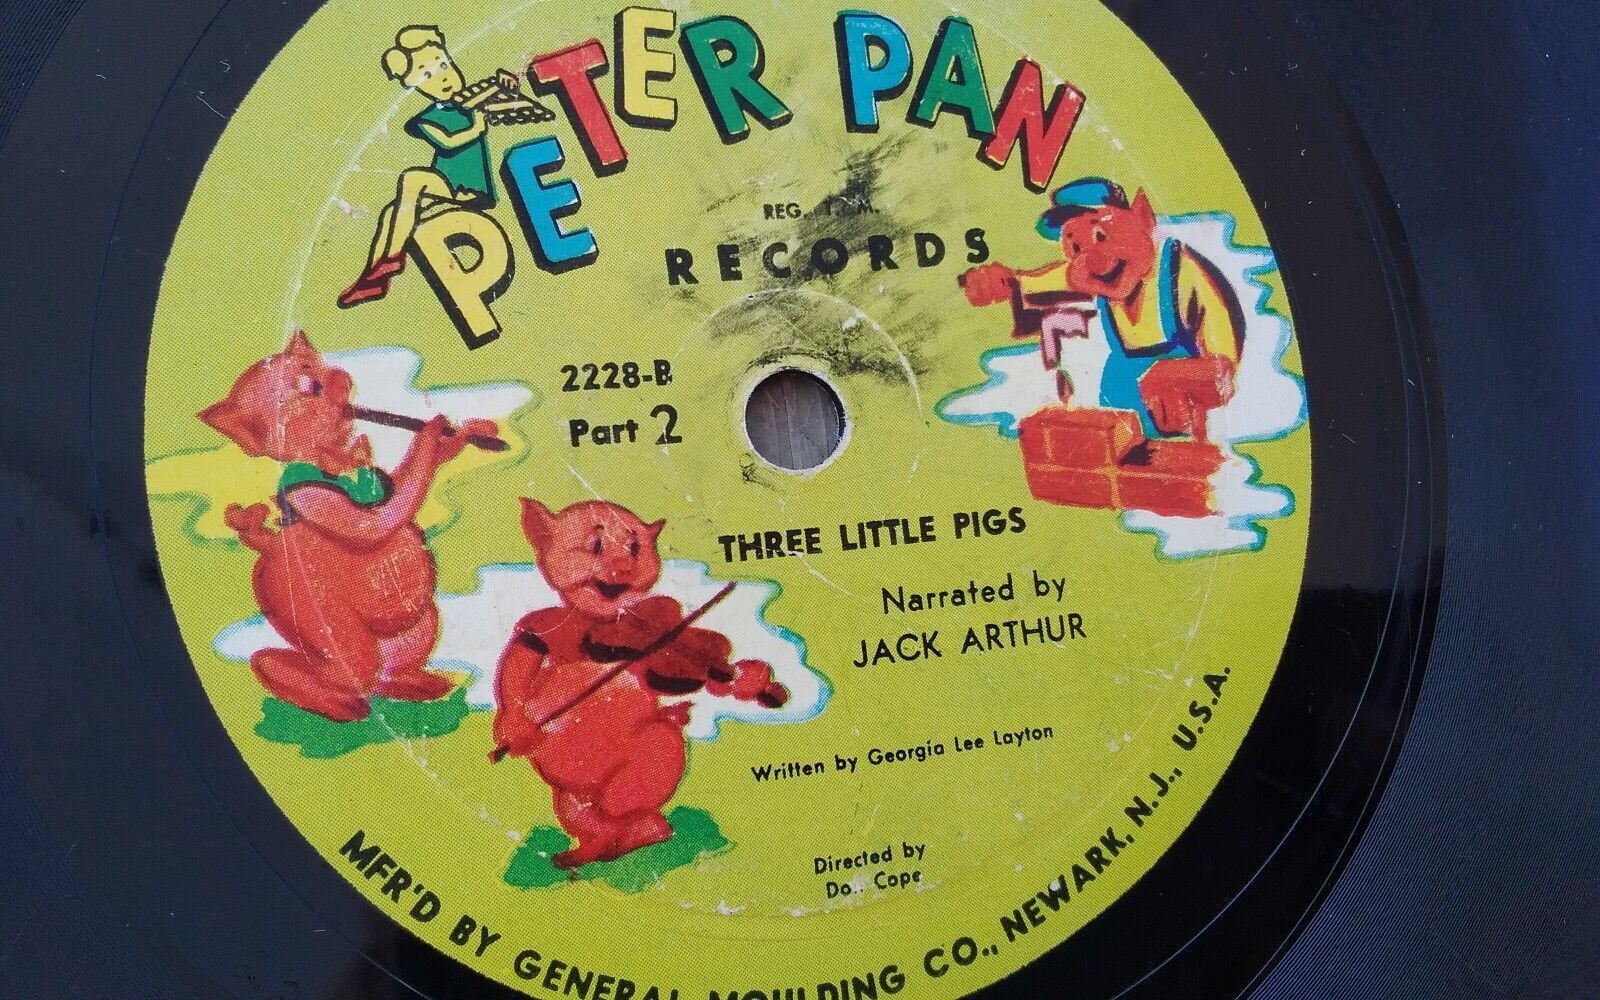 PETER PAN
REG. T. M.
RECORDS
2228-B
Part 2
THREE LITTLE PIGS
Narrated by
JACK ARTHUR
Written by Georgia Lee Layton
Directed by
Cope
MFR'D BY GENERAL MOULDING CO., NEWARK, N.J., U.S.A.